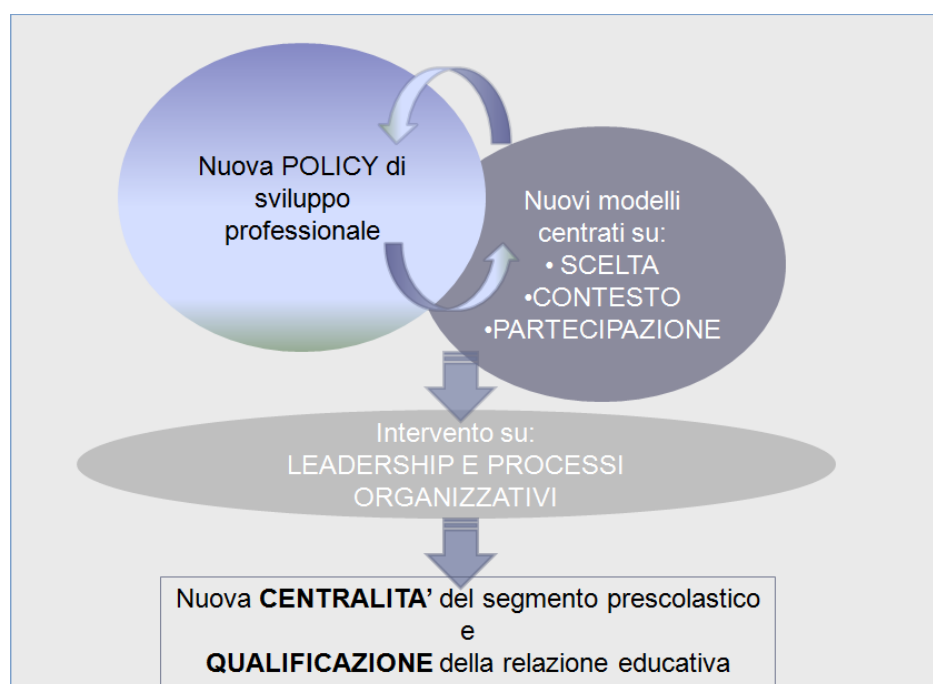 Nuova POLICY di
sviluppo
professionale
Nuovi modelli
centrati su:
• SCELTA
•CONTESTO
•PARTECIPAZIONE
Intervento su:
LEADERSHIP E PROCESSI
ORGANIZZATIVI
Nuova CENTRALITA’ del segmento prescolastico
e
QUALIFICAZIONE della relazione educativa